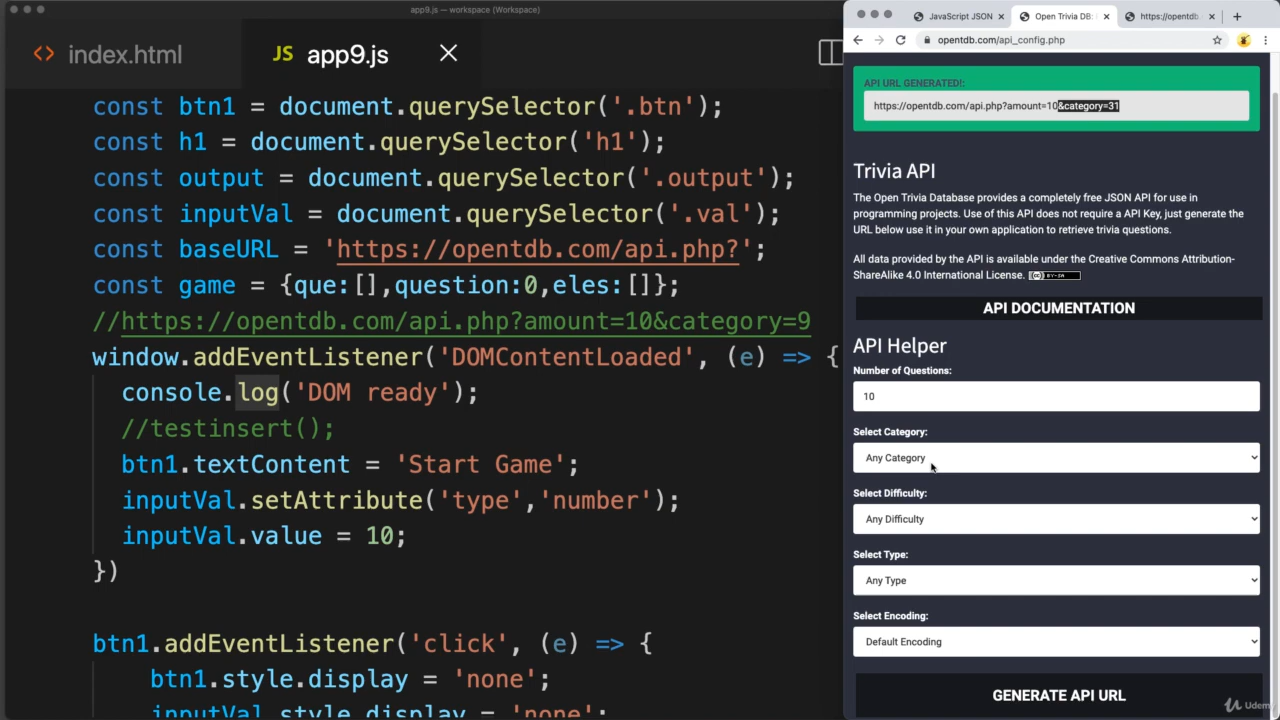 app9.js — workspace (Workspace)
<> index.html
JS app9.js
const btn1 = document.querySelector('.btn');
const h1 = document.querySelector('h1');
const output = document.querySelector('.output');
const inputVal = document.querySelector('.val');
const baseURL = 'https://opentdb.com/api.php?';
const game = {que:[],question:0,eles:[]};
//https://opentdb.com/api.php?amount=10&category=9
window.addEventListener('DOMContentLoaded', (e) => {
console.log('DOM ready');
//testinsert();
btn1.textContent = 'Start Game';
inputVal.setAttribute('type','number');
inputVal.value = 10;
})
btn1.addEventListener('click', (e) => {
btn1.style.display = 'none';
inputVal.style.display = 'none';
JavaScript JSON
Open Trivia DB:
https://opentdb.
opentdb.com/api_config.php
API URL GENERATED!:
https://opentdb.com/api.php?amount=10&category=31
Trivia API
The Open Trivia Database provides a completely free JSON API for use in
programming projects. Use of this API does not require a API Key, just generate the
URL below use it in your own application to retrieve trivia questions.
All data provided by the API is available under the Creative Commons Attribution-
ShareAlike 4.0 International License. (cc) BY-SA
API DOCUMENTATION
API Helper
Number of Questions:
10
Select Category:
Any Category
Select Difficulty:
Any Difficulty
Select Type:
Any Type
Select Encoding:
Default Encoding
GENERATE API URL
Udemy